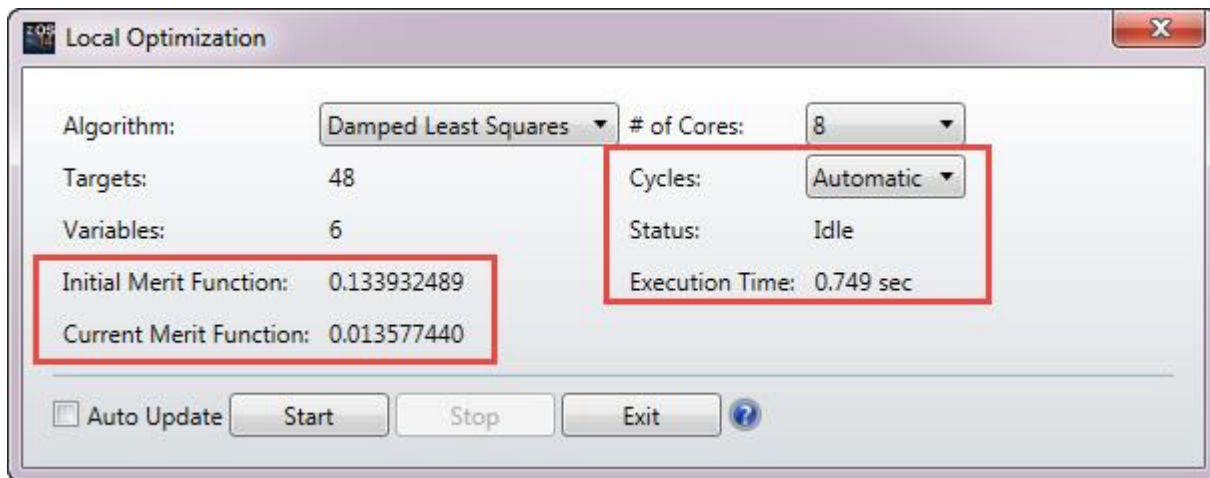 Local Optimization
Algorithm: Damped Least Squares # of Cores: 8
Targets: 48 Cycles: Automatic
Variables: 6 Status: Idle
Initial Merit Function: 0.133932489 Execution Time: 0.749 sec
Current Merit Function: 0.013577440
Auto Update Start Stop Exit ?